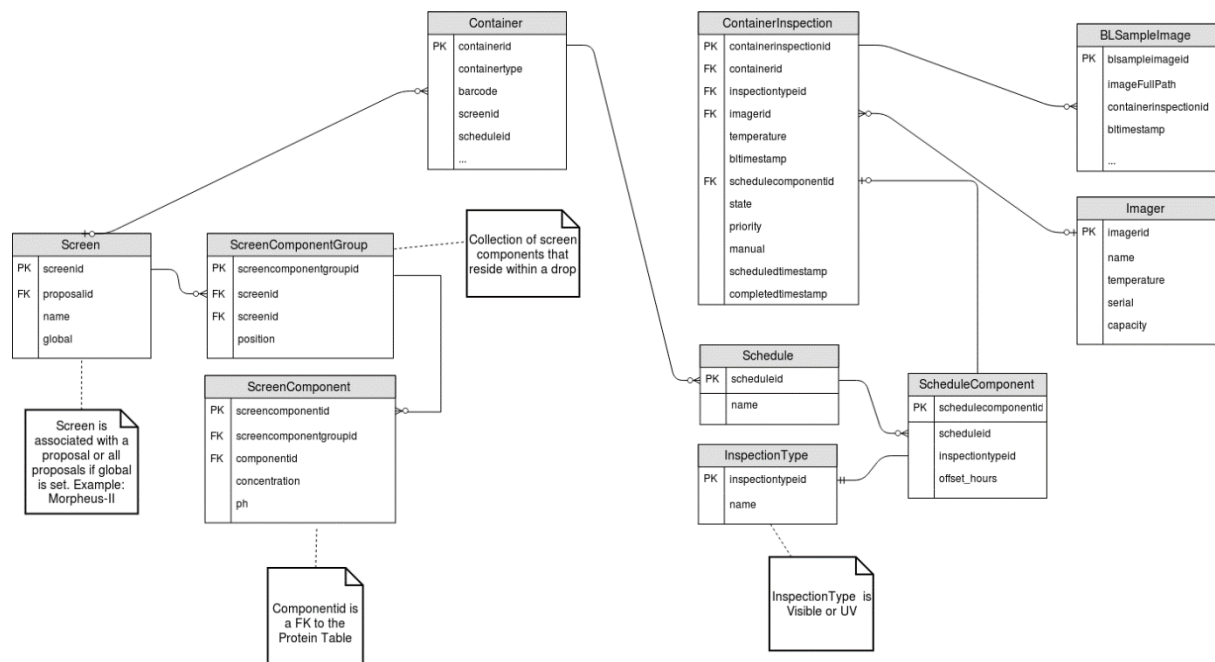 Container
PK containerid
containertype
barcode
screenid
scheduleid
...
ContainerInspection
PK containerinspectionid
FK containerid
FK inspectiontypeid
FK imagerid
temperature
bltimestamp
FK schedulecomponentid
state
priority
manual
scheduledtimestamp
completedtimestamp
BLSampleImage
PK blsampleimageid
imageFullPath
containerinspectionid
bltimestamp
...
Imager
PK imagerid
name
temperature
serial
capacity
Screen
PK screenid
FK proposalid
name
global
ScreenComponentGroup
PK screencomponentgroupid
FK screenid
FK screenid
position
Collection of screen
components that
reside within a drop
ScreenComponent
PK screencomponentid
FK screencomponentgroupid
FK componentid
concentration
ph
Schedule
PK scheduleid
name
ScheduleComponent
PK schedulecomponentid
scheduleid
inspectiontypeid
offset_hours
InspectionType
PK inspectiontypeid
name
Screen is
associated with a
proposal or all
proposals if global
is set. Example:
Morpheus-II
Componentid is
a FK to the
Protein Table
InspectionType is
Visible or UV